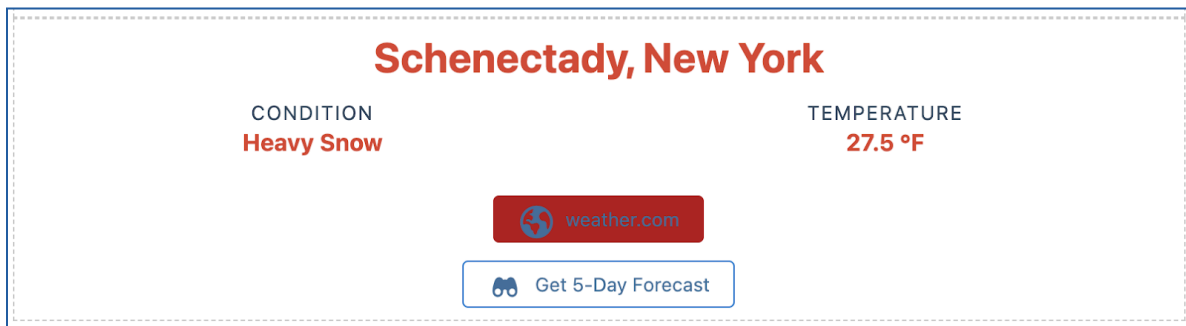 Schenectady, New York
CONDITION
Heavy Snow
TEMPERATURE
27.5 °F
weather.com
Get 5-Day Forecast